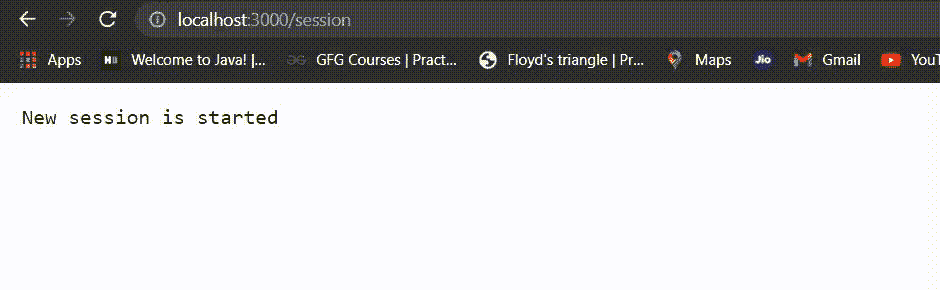 localhost:3000/session
Apps HD Welcome to Java! |... GFG Courses | Pract... Floyd's triangle | Pr... Maps Jio Gmail YouT
New session is started